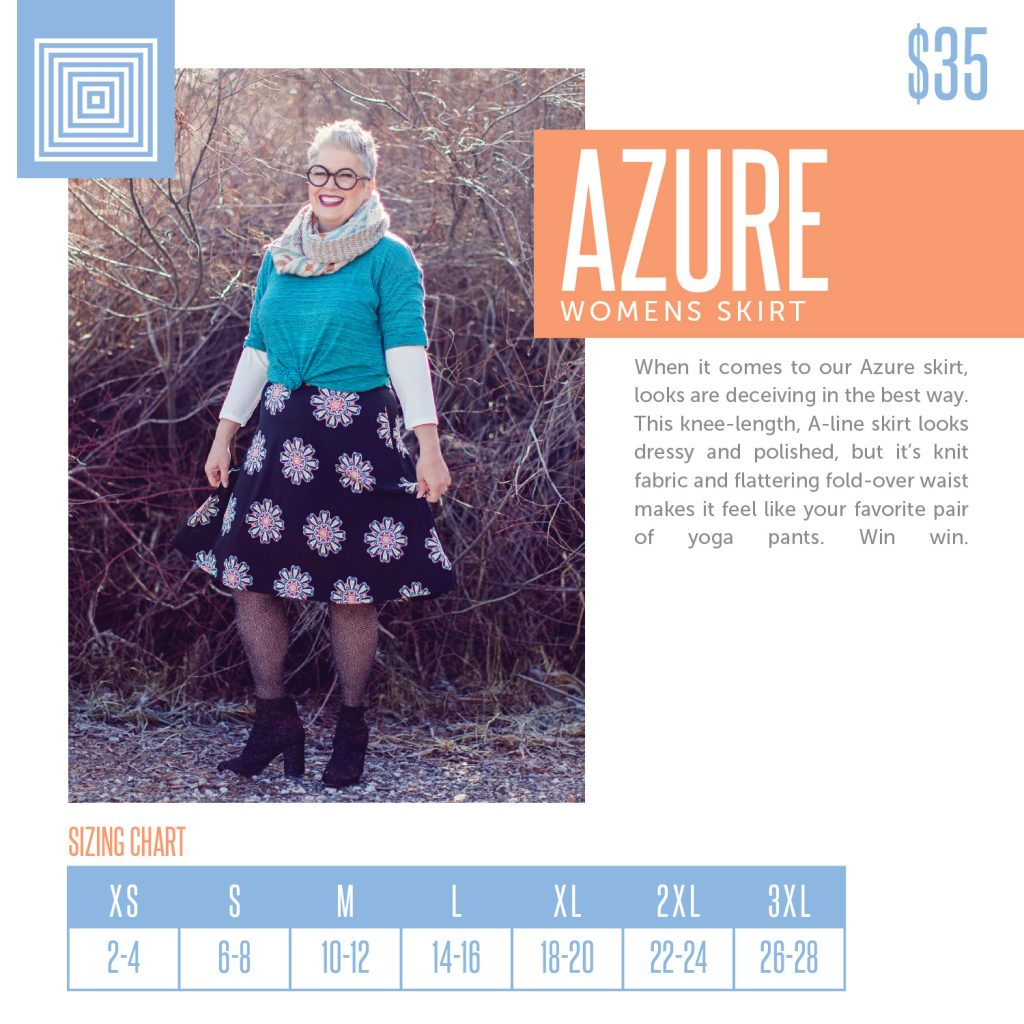 $35
AZURE
WOMENS SKIRT
When it comes to our Azure skirt,
looks are deceiving in the best way.
This knee-length, A-line skirt looks
dressy and polished, but it's knit
fabric and flattering fold-over waist
makes it feel like your favorite pair
of yoga pants. Win win.
SIZING CHART
XS S M L XL 2XL 3XL
2-4 6-8 10-12 14-16 18-20 22-24 26-28